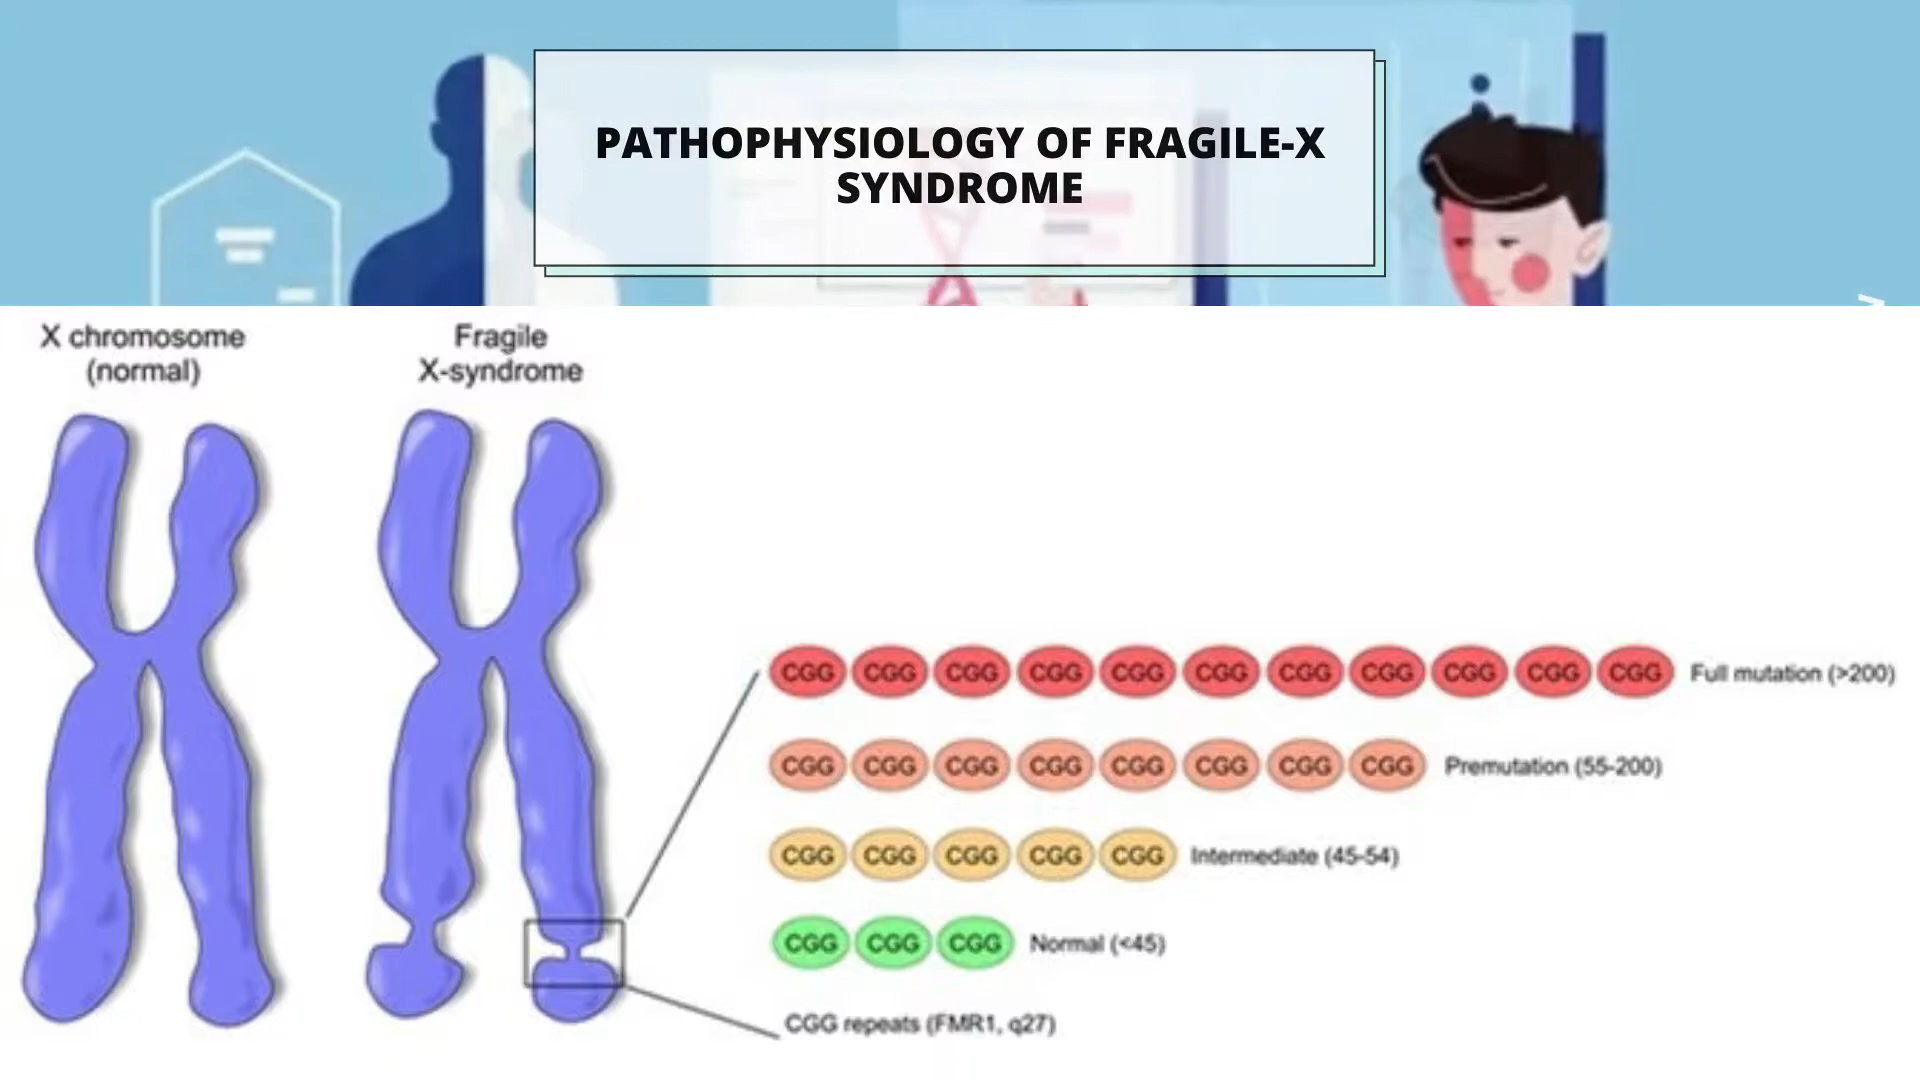 PATHOPHYSIOLOGY OF FRAGILE-X
SYNDROME
X chromosome
(normal)
Fragile
X-syndrome
CGG CGG CGG CGG CGG CGG CGG CGG CGG CGG CGG Full mutation (>200)
CGG CGG CGG CGG CGG CGG CGG CGG Premutation (55-200)
CGG CGG CGG CGG CGG Intermediate (45-54)
CGG CGG CGG Normal (<45)
CGG repeats (FMR1, q27)